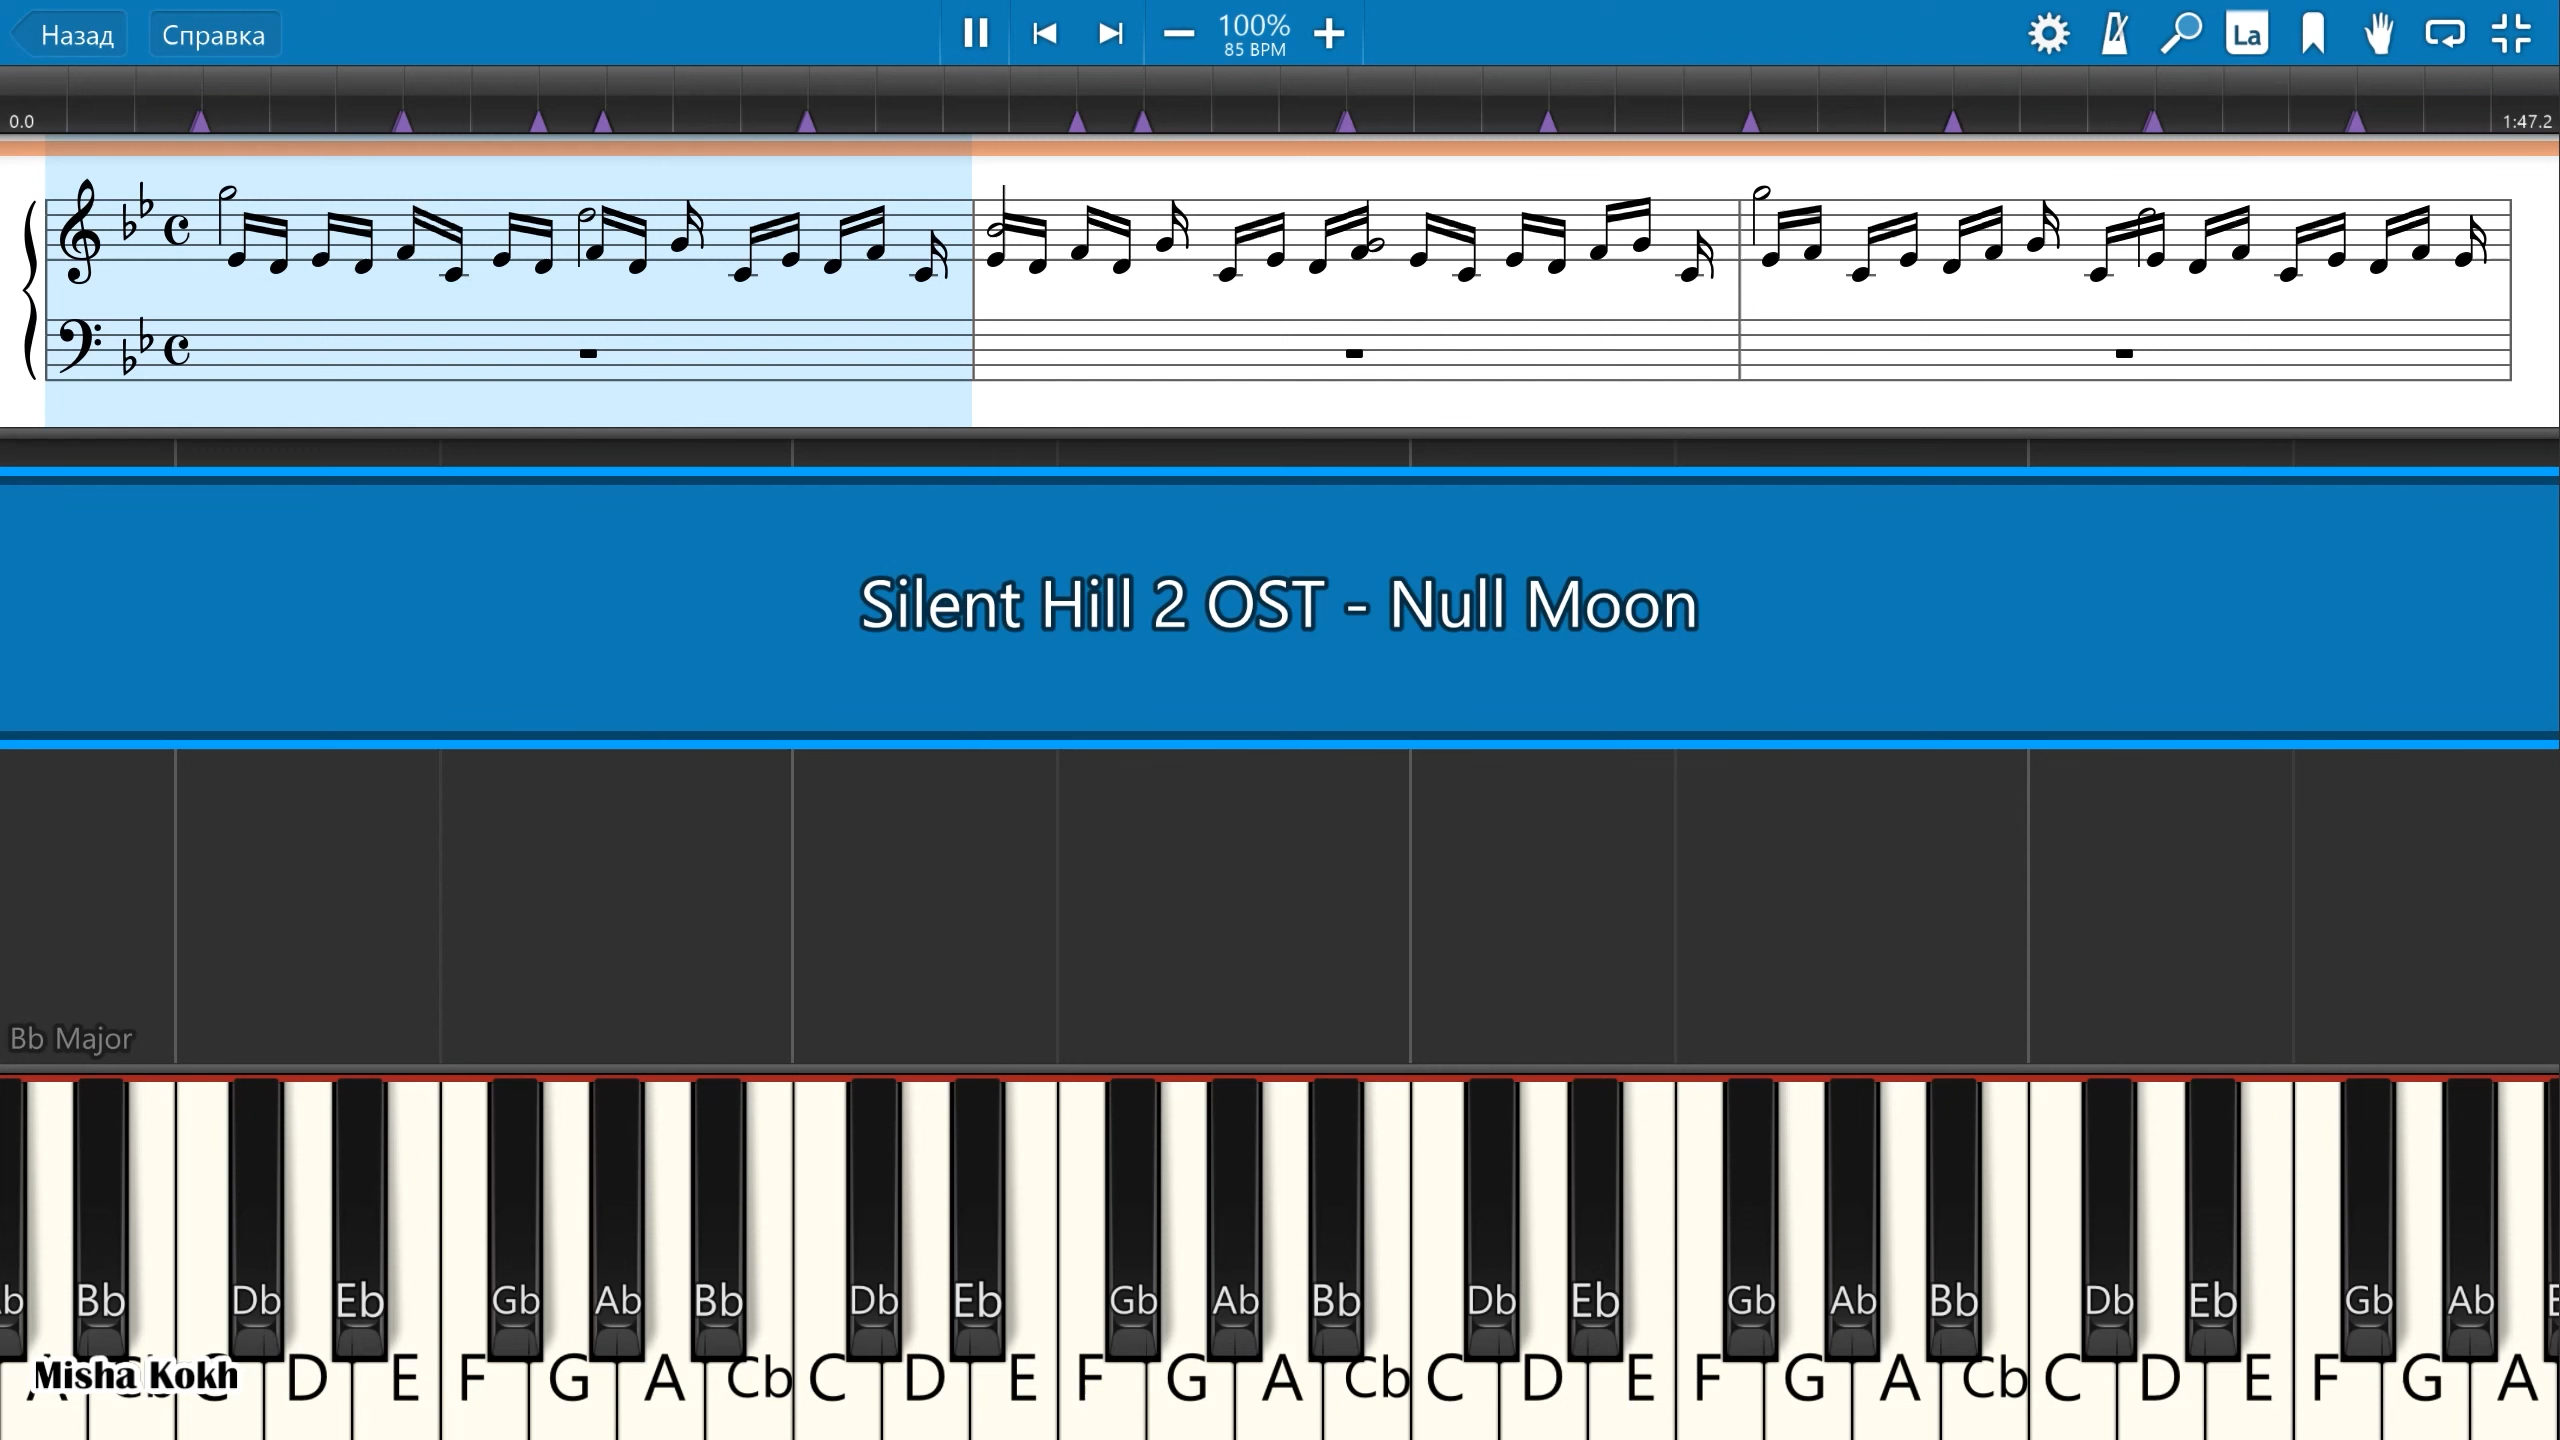 Назад Справка 100% La
85 BPM
0.0 1:47.2
Silent Hill 2 OST - Null Moon
Bb Major
Bb Db Eb Gb Ab Bb Db Eb Gb Ab Bb Db Eb Gb Ab Bb Db Eb Gb Ab
Misha Kokh D E F G A Cb C D E F G A Cb C D E F G A Cb C D E F G A